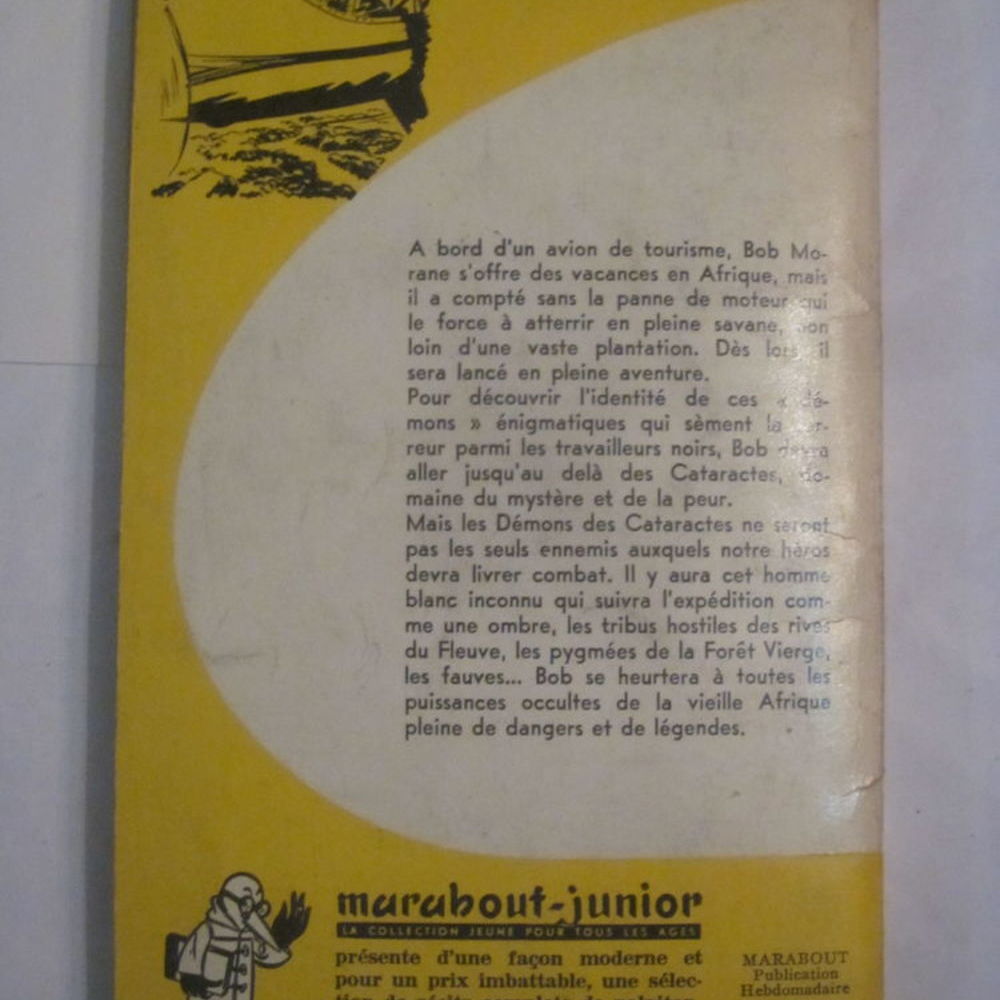 A bord d'un avion de tourisme, Bob Mo-
rane s'offre des vacances en Afrique, mais
il a compté sans la panne de moteur qui
le force à atterrir en pleine savane, non
loin d'une vaste plantation. Dès lors il
sera lancé en pleine aventure.
Pour découvrir l'identité de ces « dé-
mons » énigmatiques qui sèment la ter-
reur parmi les travailleurs noirs, Bob devra
aller jusqu'au delà des Cataractes, do-
maine du mystère et de la peur.
Mais les Démons des Cataractes ne seront
pas les seuls ennemis auxquels notre héros
devra livrer combat. Il y aura cet homme
blanc inconnu qui suivra l'expédition com-
me une ombre, les tribus hostiles des rives
du Fleuve, les pygmées de la Forêt Vierge,
les fauves... Bob se heurtera à toutes les
puissances occultes de la vieille Afrique
pleine de dangers et de légendes.
marabout-junior
LA COLLECTION JEUNE POUR TOUS LES AGES
présente d'une façon moderne et
pour un prix imbattable, une sélec-
MARABOUT
Publication
Hebdomadaire